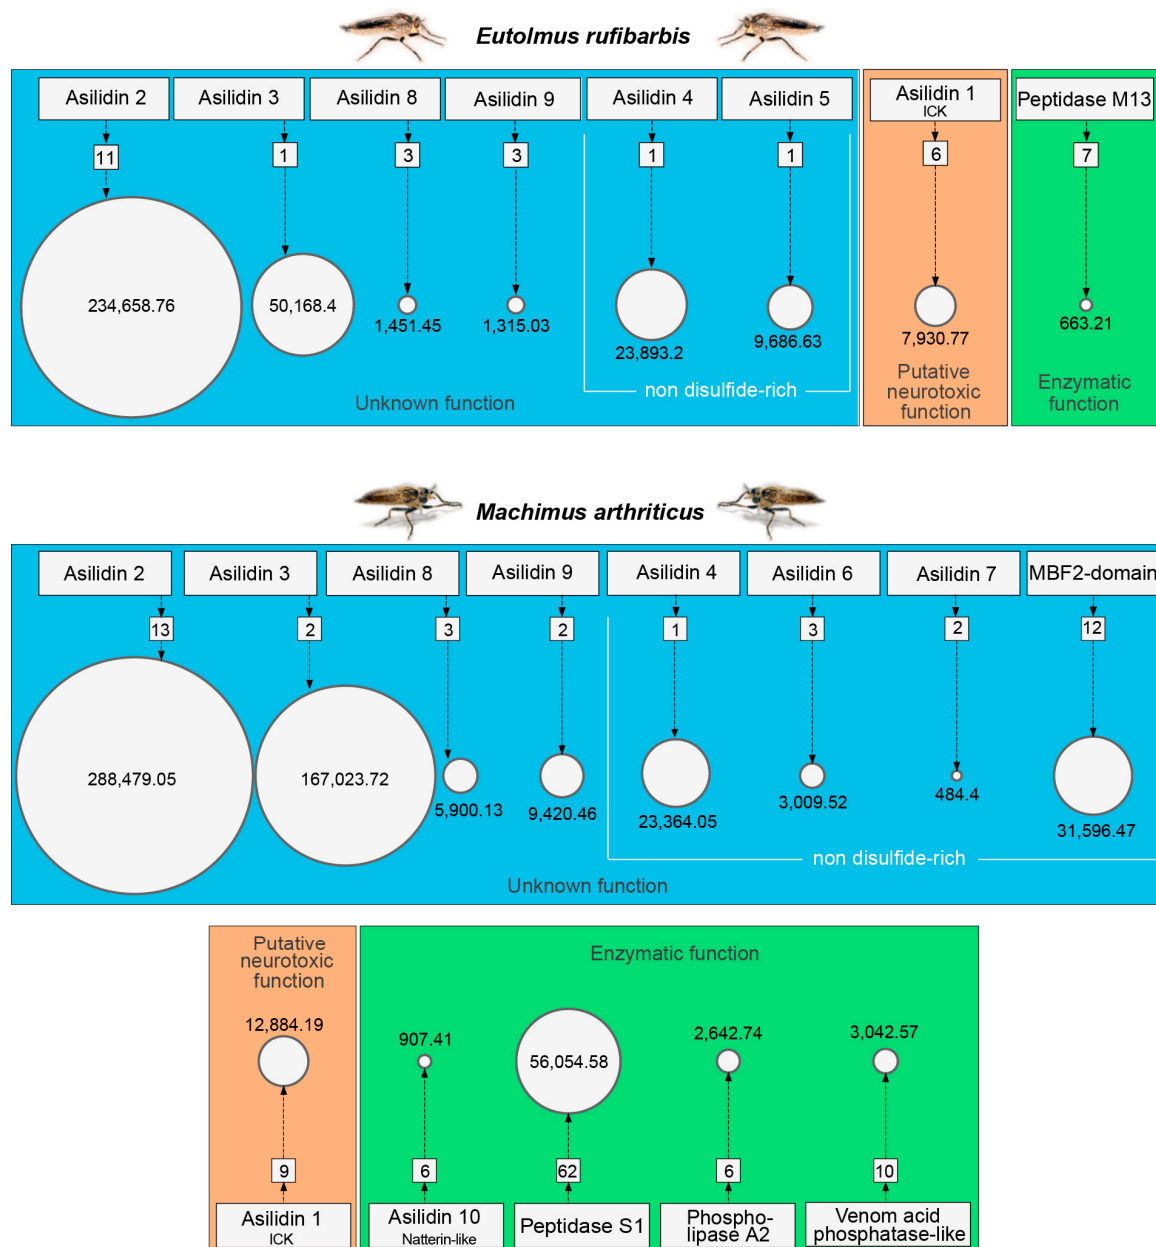 Eutolmus rufibarbis
Asilidin 2
Asilidin 3
Asilidin 8
Asilidin 9
Asilidin 4
Asilidin 5
Asilidin 1
ICK
Peptidase M13
11
1
3
3
1
1
6
7
234,658.76
50,168.4
1,451.45
1,315.03
23,893.2
9,686.63
7,930.77
663.21
non disulfide-rich
Unknown function
Putative
neurotoxic
function
Enzymatic
function
Machimus arthriticus
Asilidin 2
Asilidin 3
Asilidin 8
Asilidin 9
Asilidin 4
Asilidin 6
Asilidin 7
MBF2-domain
13
2
3
2
1
3
2
12
288,479.05
167,023.72
5,900.13
9,420.46
23,364.05
3,009.52
484.4
31,596.47
non disulfide-rich
Unknown function
Putative
neurotoxic
function
Enzymatic function
12,884.19
907.41
56,054.58
2,642.74
3,042.57
9
6
62
6
10
Asilidin 1
ICK
Asilidin 10
Natterin-like
Peptidase S1
Phospho-
lipase A2
Venom acid
phosphatase-like